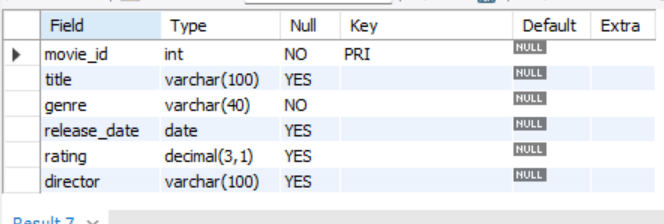 Field Type Null Key Default Extra
movie_id int NO PRI NULL
title varchar(100) YES NULL
genre varchar(40) NO NULL
release_date date YES NULL
rating decimal(3,1) YES NULL
director varchar(100) YES NULL
Result 7